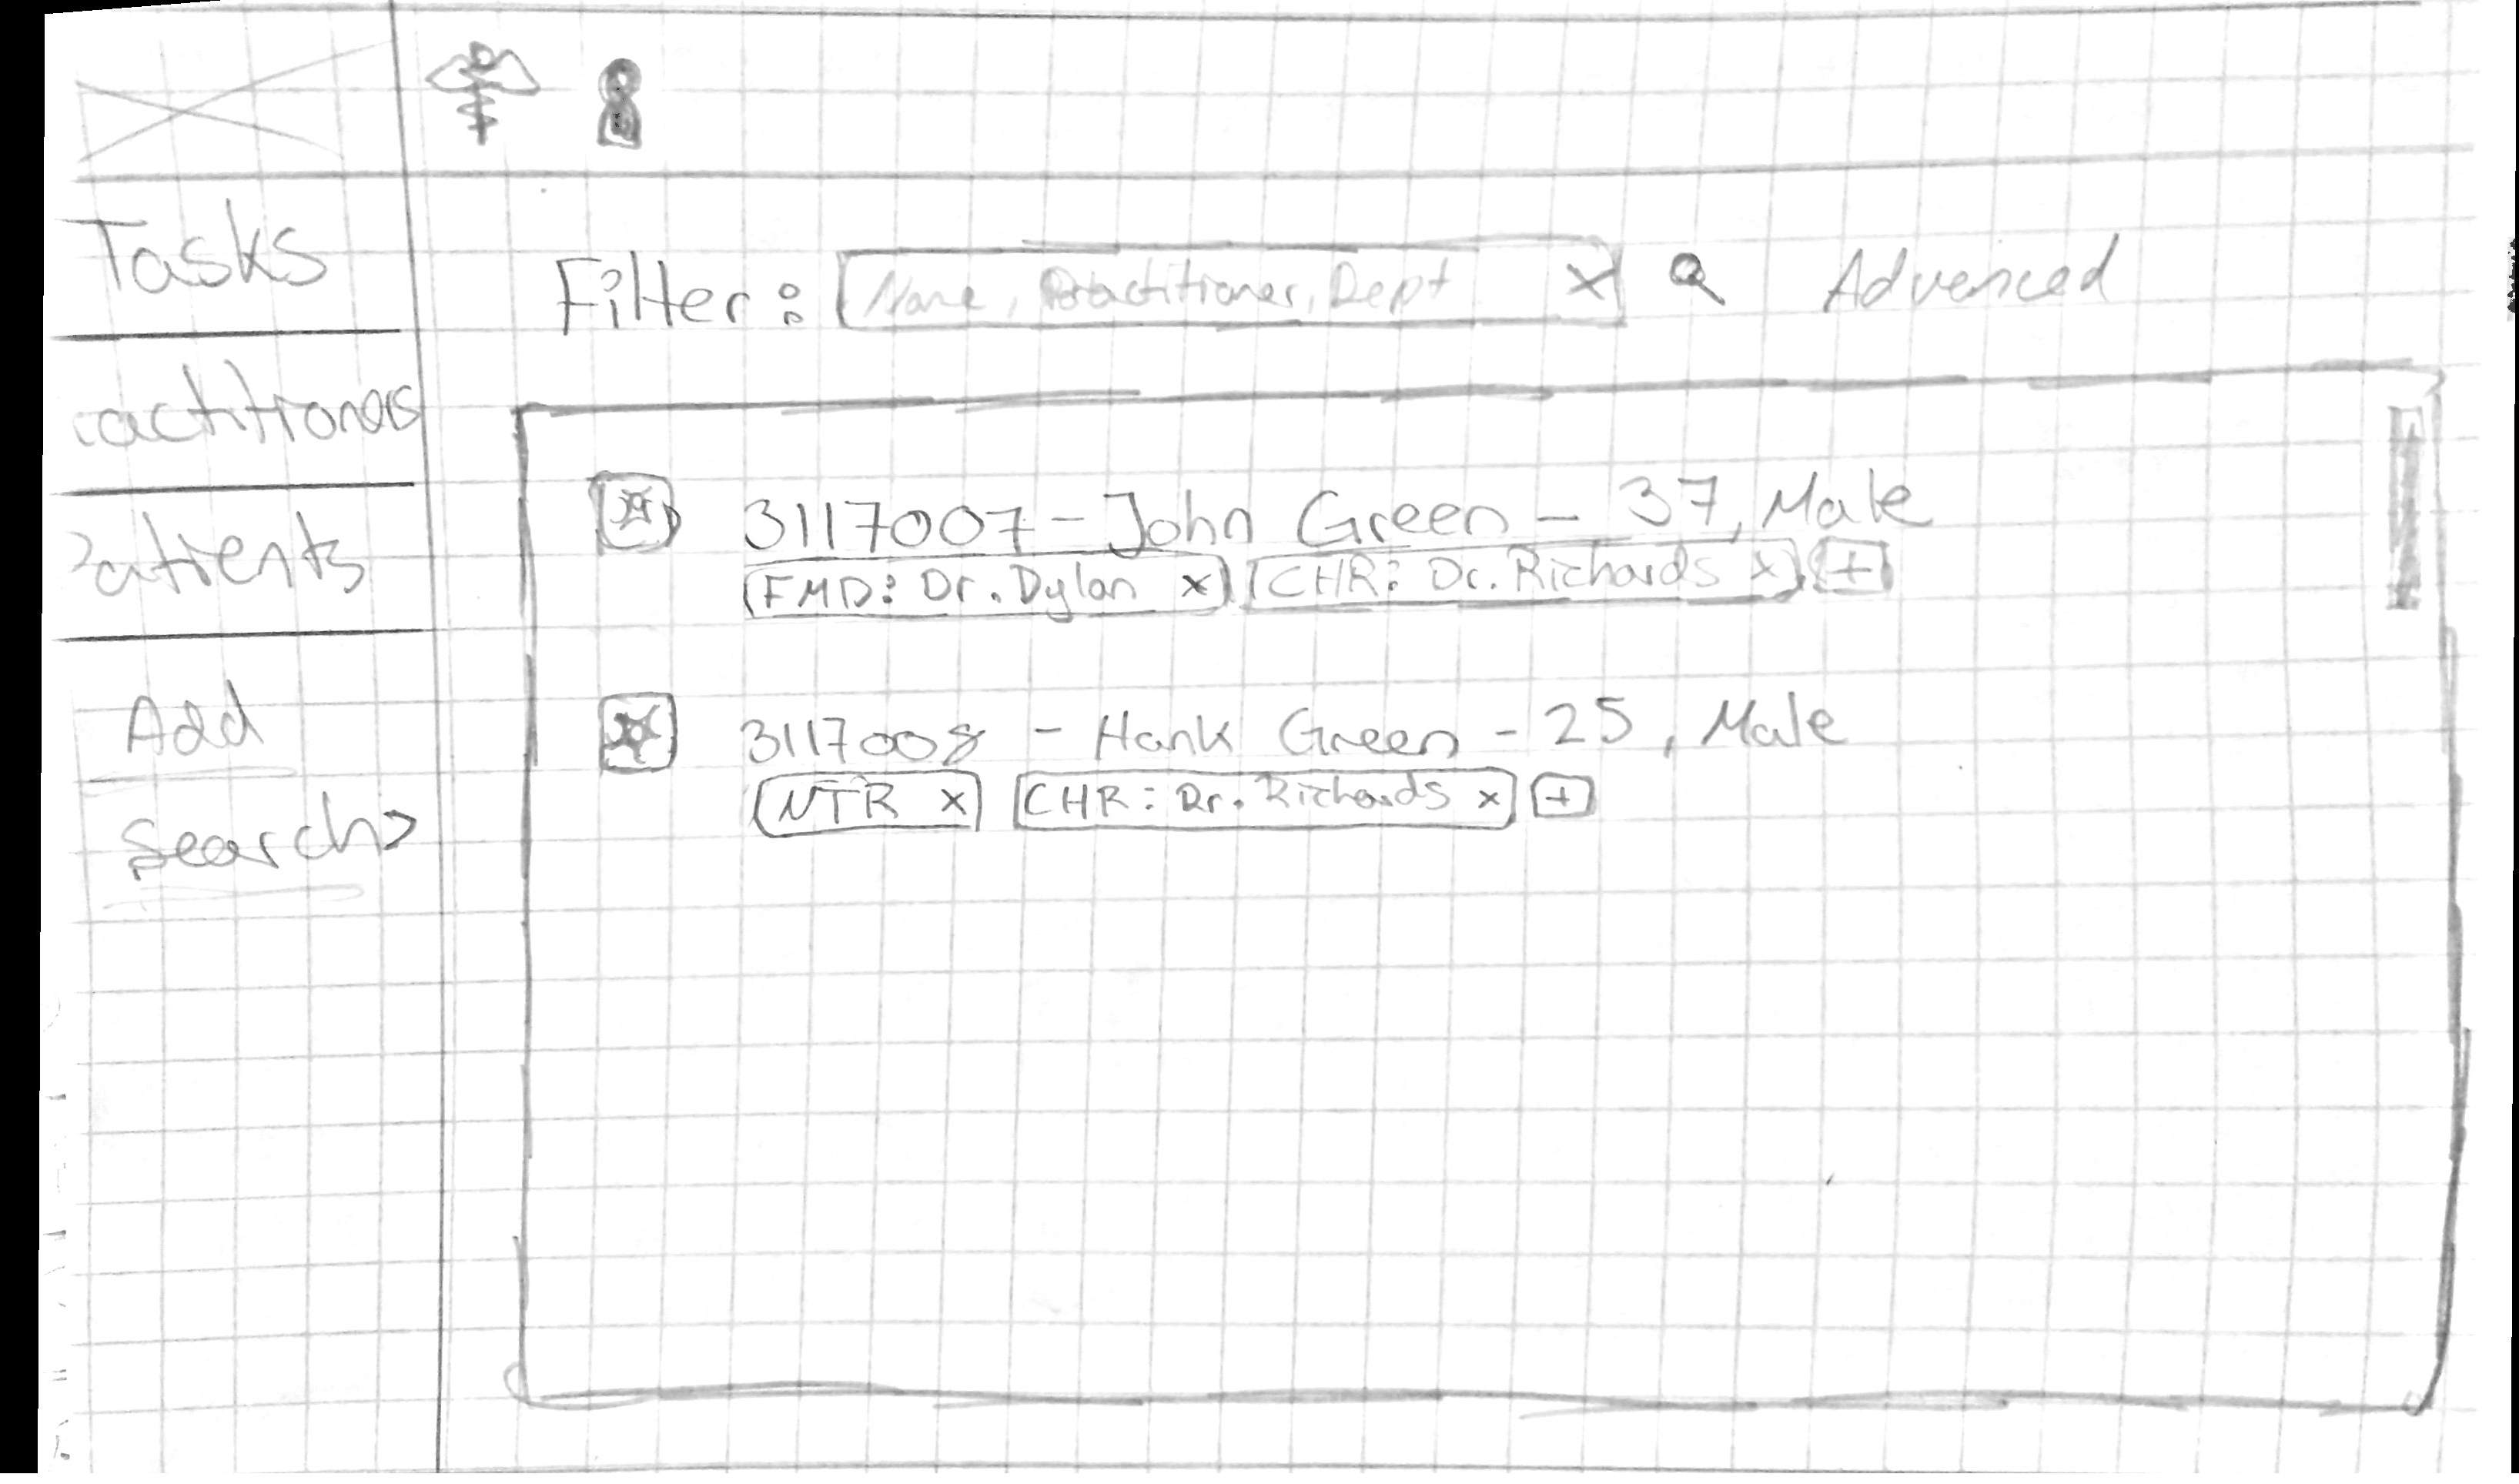 Tasks
ractitioners
Patients
Add
Search >
Filter: Name, Practitioner, Dept X Advanced
3117007 - John Green - 37, Male
FMD: Dr. Dylan x CHR: Dr. Richards x +
3117008 - Hank Green - 25, Male
NTR x CHR: Dr. Richards x +